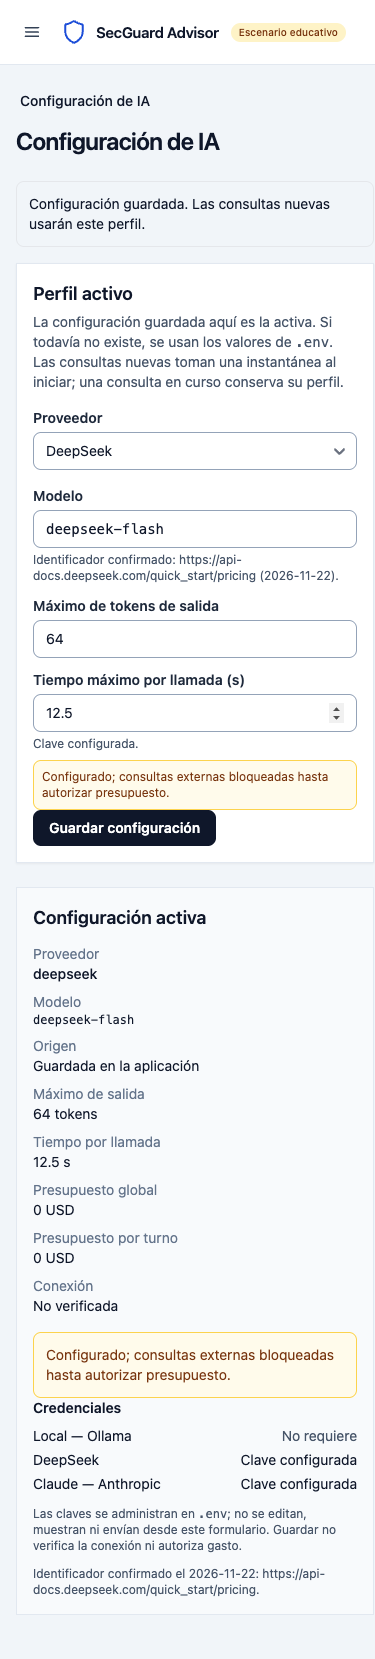 SecGuard Advisor
Escenario educativo
Configuración de IA
Configuración de IA
Configuración guardada. Las consultas nuevas
usarán este perfil.
Perfil activo
La configuración guardada aquí es la activa. Si
todavía no existe, se usan los valores de .env.
Las consultas nuevas toman una instantánea al
iniciar; una consulta en curso conserva su perfil.
Proveedor
DeepSeek
Modelo
deepseek-flash
Identificador confirmado: https://api-
docs.deepseek.com/quick_start/pricing (2026-11-22).
Máximo de tokens de salida
64
Tiempo máximo por llamada (s)
12.5
Clave configurada.
Configurado; consultas externas bloqueadas hasta
autorizar presupuesto.
Guardar configuración
Configuración activa
Proveedor
deepseek
Modelo
deepseek-flash
Origen
Guardada en la aplicación
Máximo de salida
64 tokens
Tiempo por llamada
12.5 s
Presupuesto global
0 USD
Presupuesto por turno
0 USD
Conexión
No verificada
Configurado; consultas externas bloqueadas
hasta autorizar presupuesto.
Credenciales
Local — Ollama No requiere
DeepSeek Clave configurada
Claude — Anthropic Clave configurada
Las claves se administran en .env; no se editan,
muestran ni envían desde este formulario. Guardar no
verifica la conexión ni autoriza gasto.
Identificador confirmado el 2026-11-22: https://api-
docs.deepseek.com/quick_start/pricing.